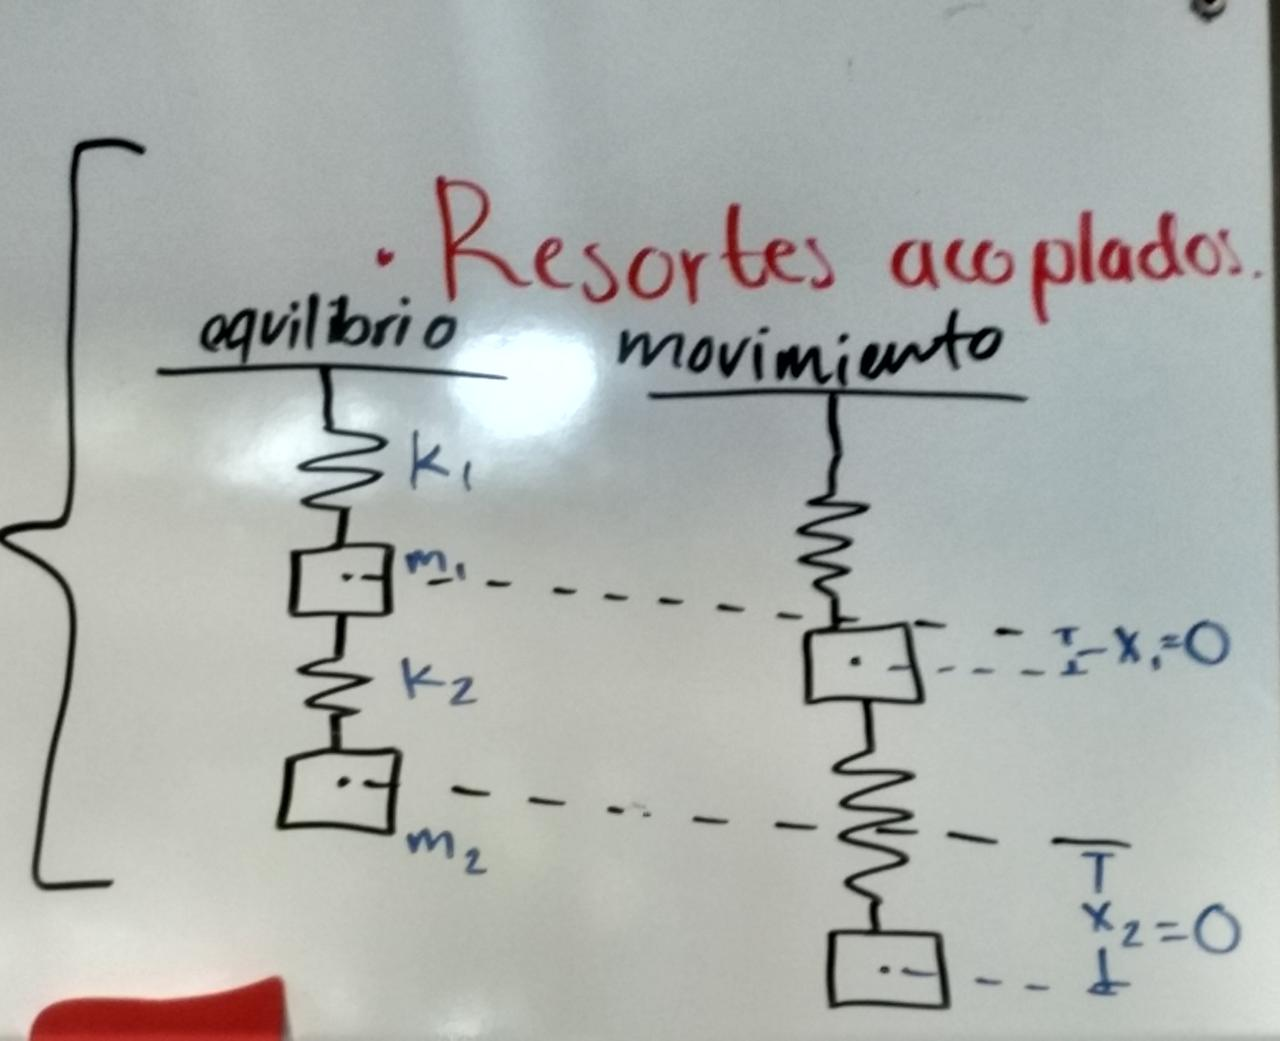 . Resortes acoplados.
equilibrio
movimiento
K1
m1
x1=0
K2
m2
x2=0